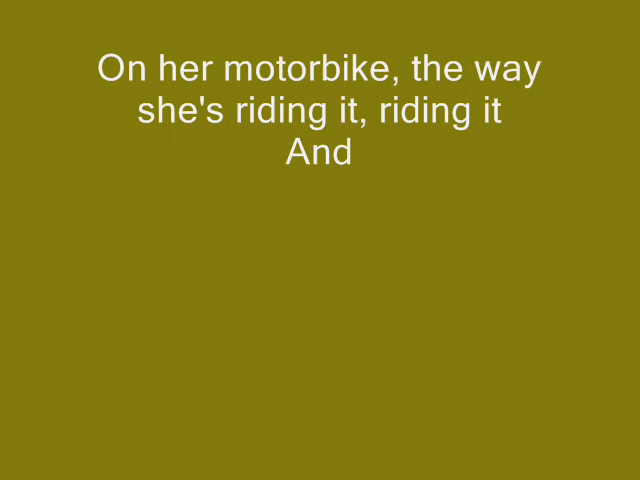 On her motorbike, the way
she's riding it, riding it
And